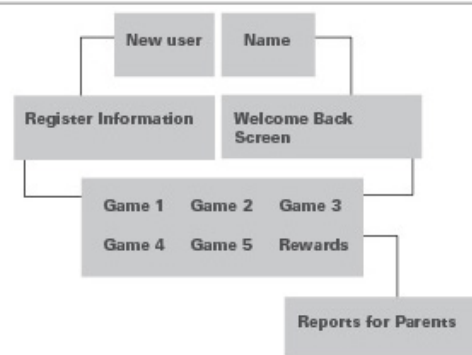 New user
Name
Register Information
Welcome Back
Screen
Game 1 Game 2 Game 3
Game 4 Game 5 Rewards
Reports for Parents